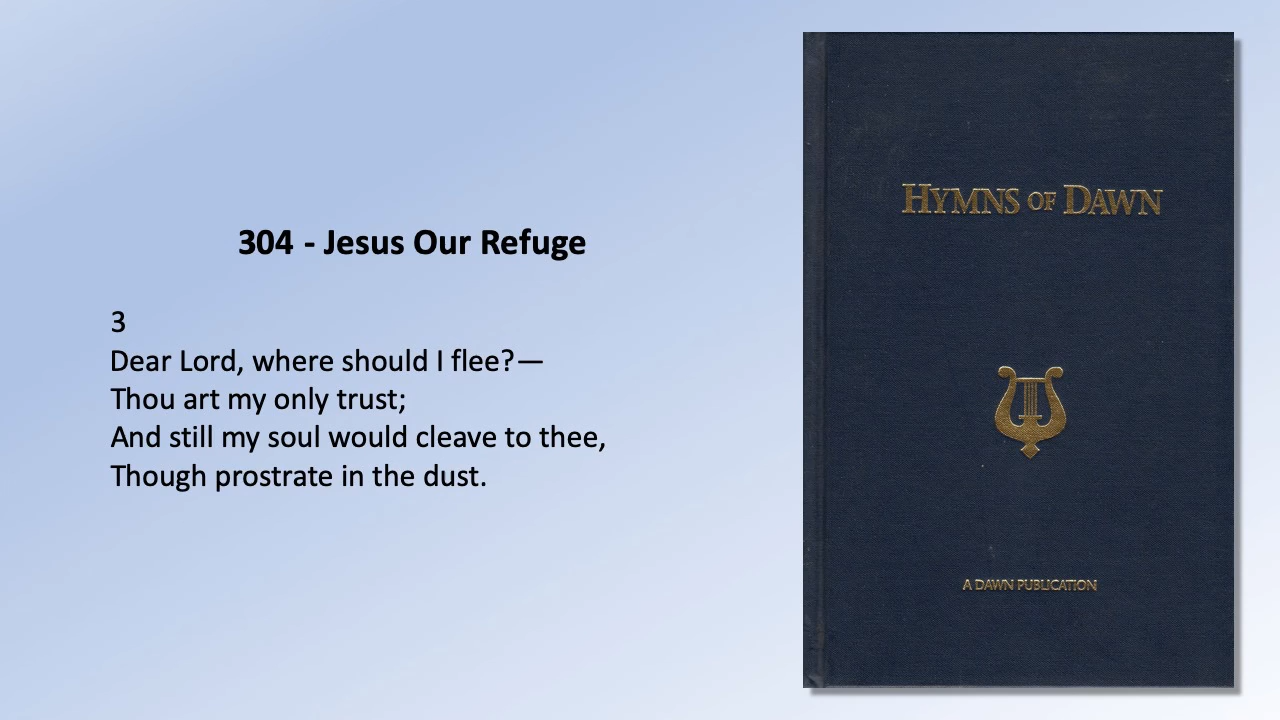 304 - Jesus Our Refuge
3
Dear Lord, where should I flee?—
Thou art my only trust;
And still my soul would cleave to thee,
Though prostrate in the dust.
HYMNS OF DAWN
A DAWN PUBLICATION